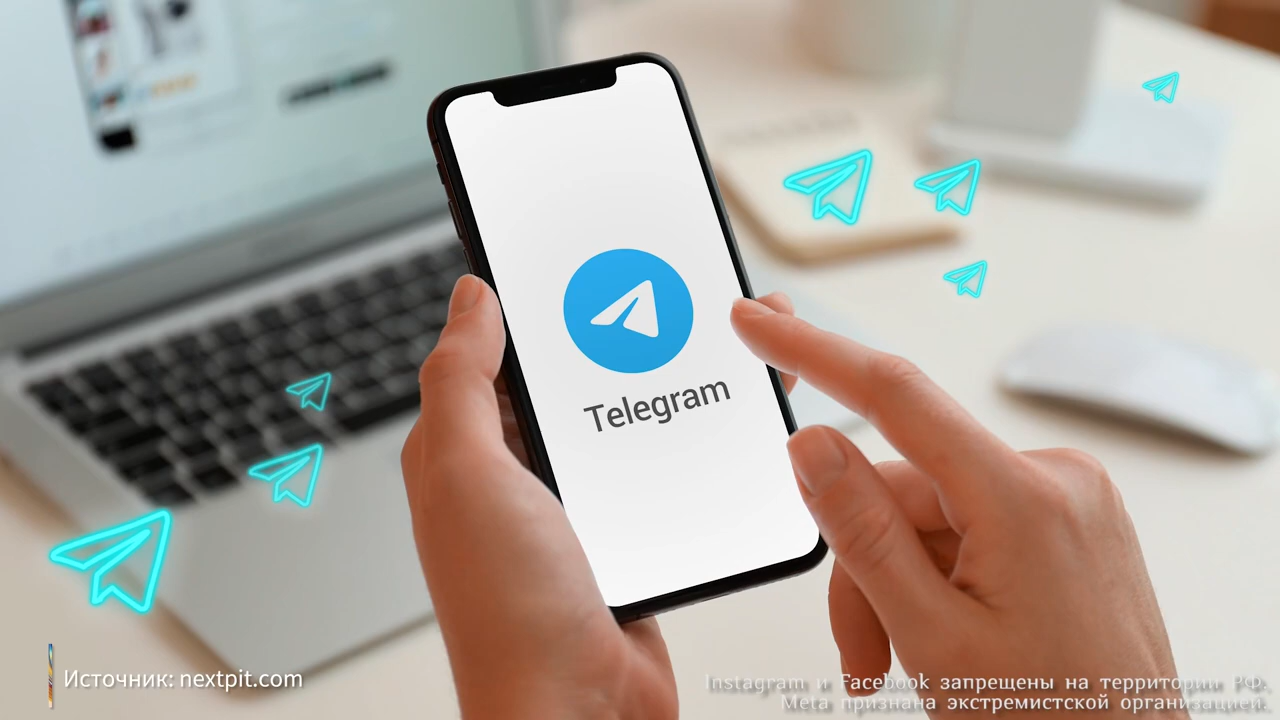 Telegram
Источник: nextpit.com
Instagram и Facebook запрещены на территории РФ.
Meta признана экстремистской организацией.